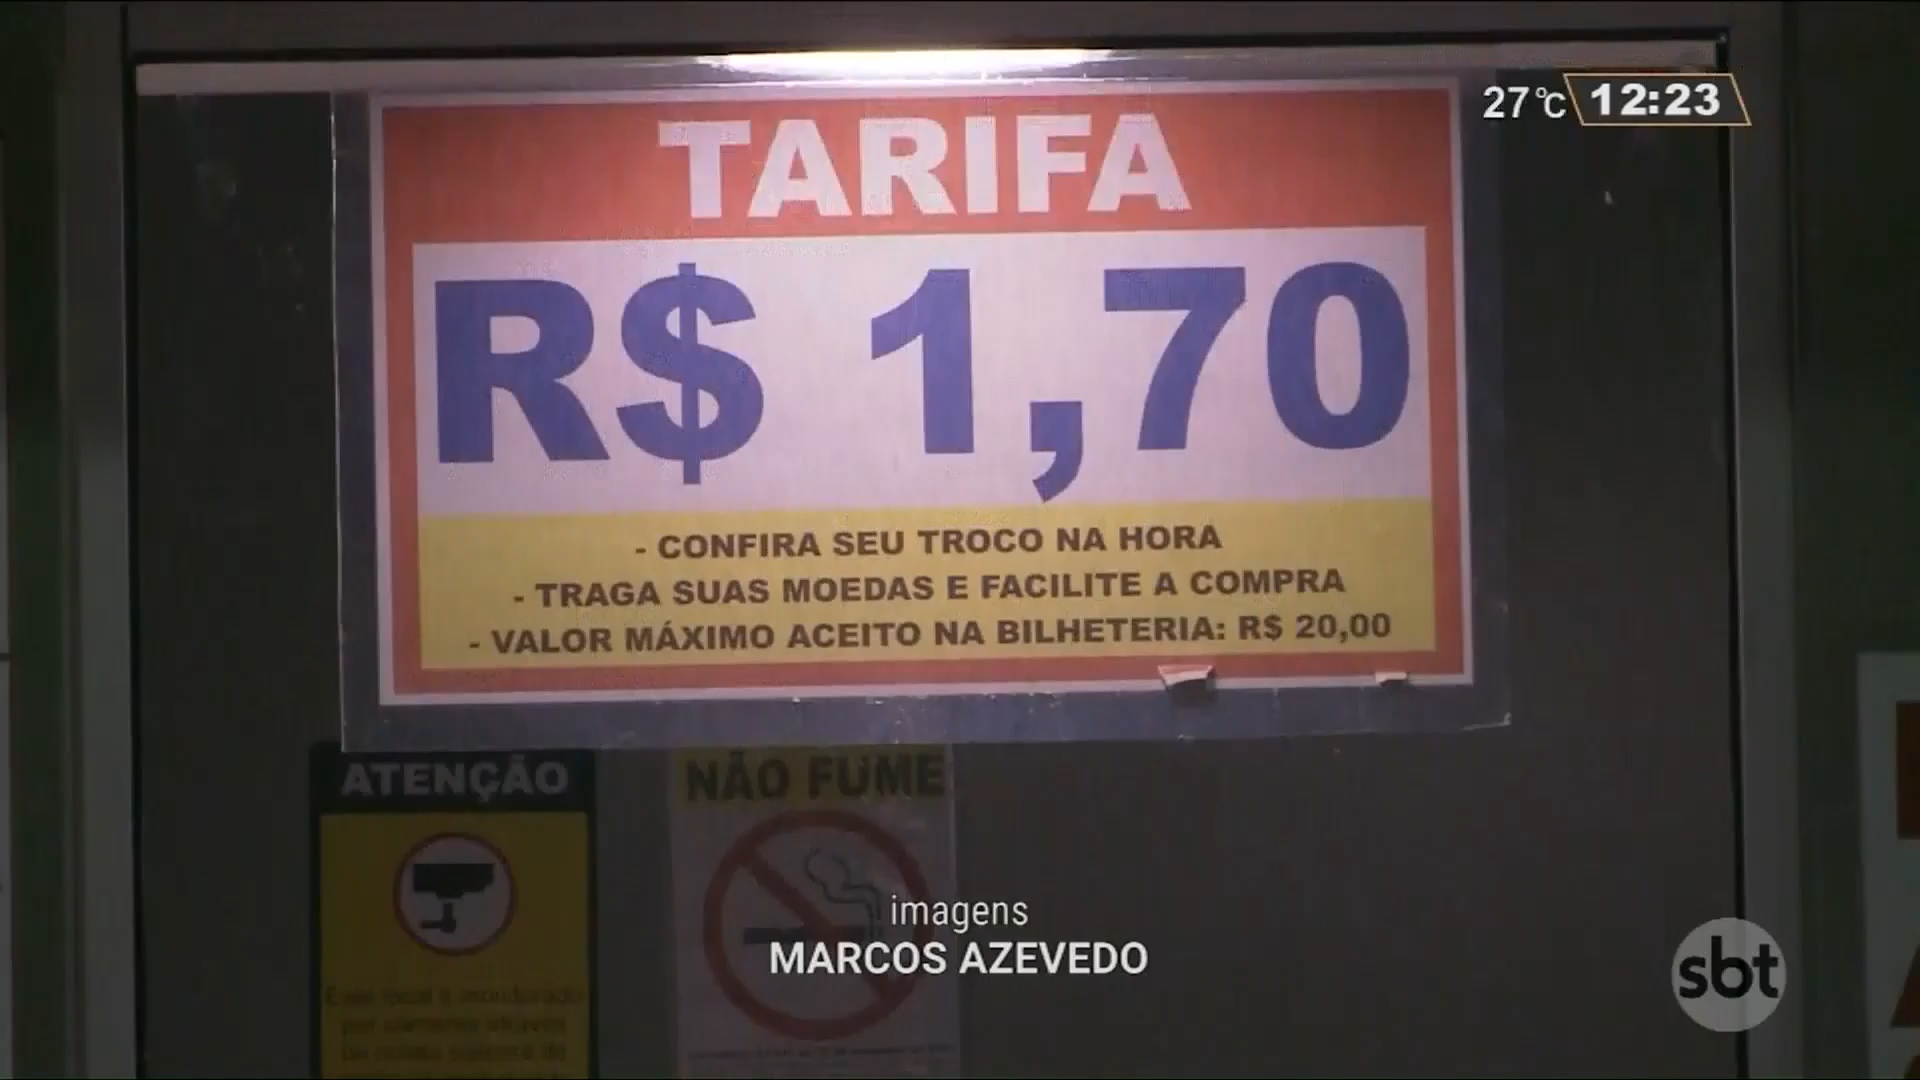 27°C 12:23
TARIFA
R$ 1,70
- CONFIRA SEU TROCO NA HORA
- TRAGA SUAS MOEDAS E FACILITE A COMPRA
- VALOR MÁXIMO ACEITO NA BILHETERIA: R$ 20,00
ATENÇÃO
NÃO FUME
imagens
MARCOS AZEVEDO
sbt